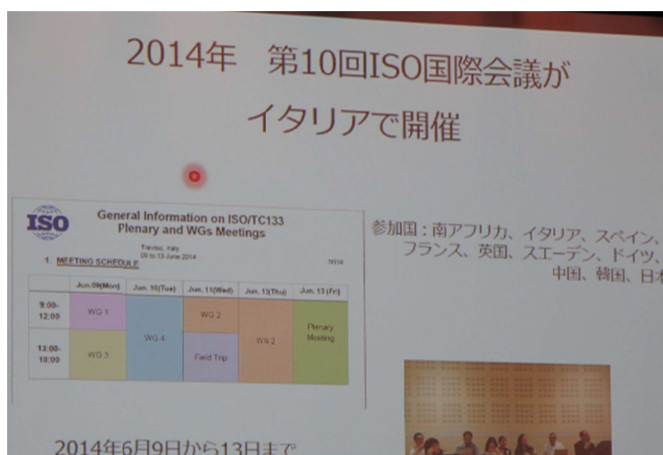 2014年 第10回ISO国際会議が
イタリアで開催
ISO
General Information on ISO/TC133
Plenary and WGs Meetings
Treviso, Italy
09 to 13 June 2014
1. MEETING SCHEDULE
Jun.09(Mon) Jun. 10(Tue) Jun. 11(Wed) Jun. 12(Thu) Jun. 13 (Fri)
9:00-
12:00
WG 1
WG 2
WG 4
WG 2
Plenary
Meeting
13:00-
18:00
WG 3
Field Trip
参加国：南アフリカ、イタリア、スペイン、
フランス、英国、スエーデン、ドイツ、
中国、韓国、日本
2014年6月9日から13日まで